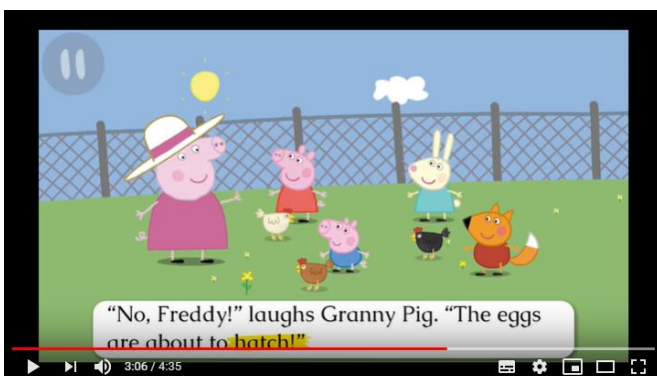 “No, Freddy!” laughs Granny Pig. “The eggs
are about to hatch!”
3:06 / 4:35